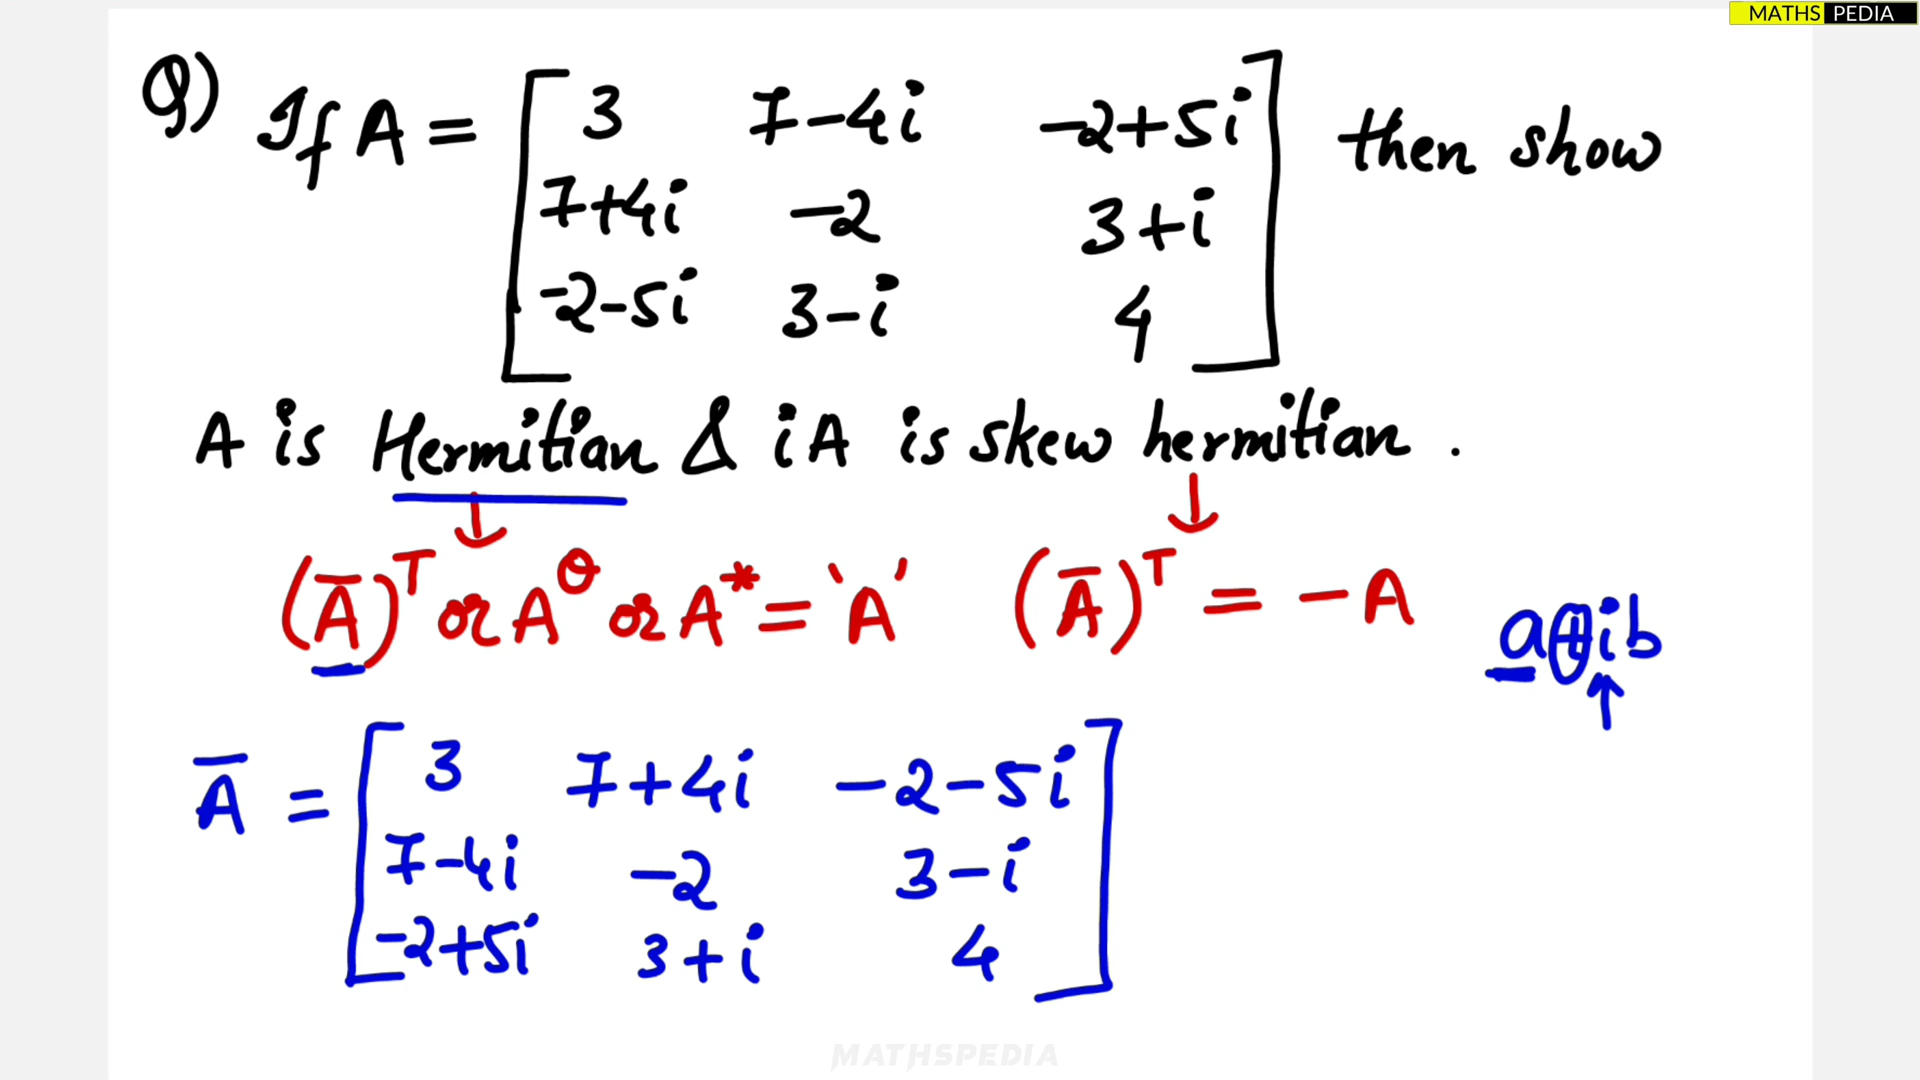 MATHS PEDIA
Q) If A = [ 3 7-4i -2+5i ] then show
7+4i -2 3+i
-2-5i 3-i 4
A is Hermitian & iA is skew hermitian .
(A̅)ᵀ or A^θ or A* = 'A' (A̅)ᵀ = -A
a+ib
A̅ = [ 3 7+4i -2-5i ]
7-4i -2 3-i
-2+5i 3+i 4
MATHSPEDIA